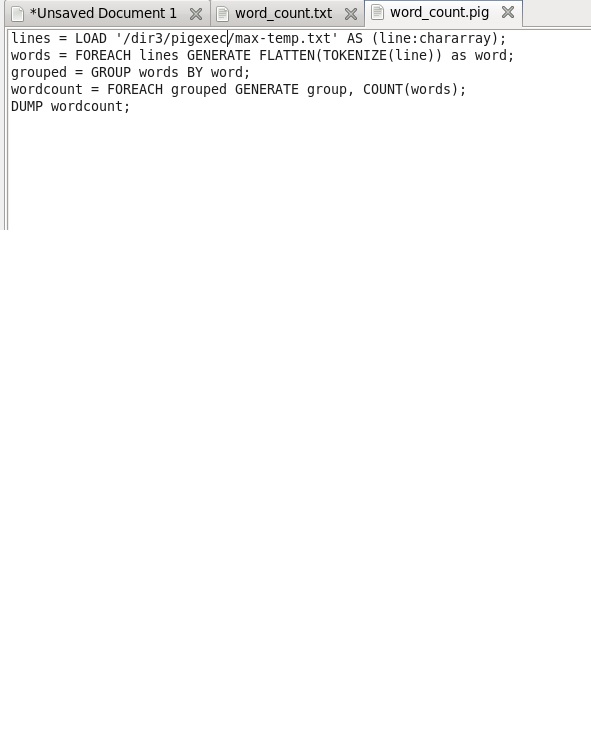 *Unsaved Document 1 word_count.txt word_count.pig
lines = LOAD '/dir3/pigexec/max-temp.txt' AS (line:chararray);
words = FOREACH lines GENERATE FLATTEN(TOKENIZE(line)) as word;
grouped = GROUP words BY word;
wordcount = FOREACH grouped GENERATE group, COUNT(words);
DUMP wordcount;